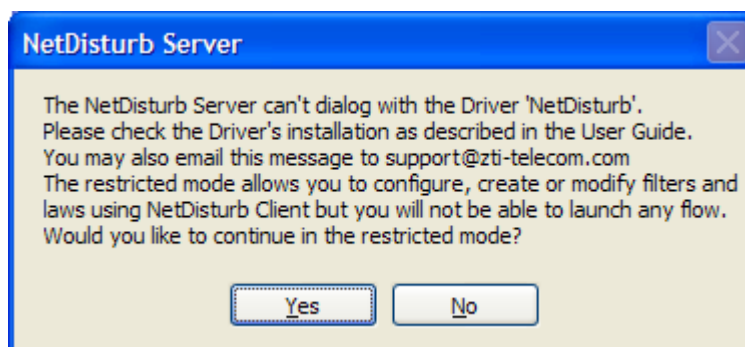 NetDisturb Server
The NetDisturb Server can't dialog with the Driver 'NetDisturb'.
Please check the Driver's installation as described in the User Guide.
You may also email this message to support@zti-telecom.com
The restricted mode allows you to configure, create or modify filters and
laws using NetDisturb Client but you will not be able to launch any flow.
Would you like to continue in the restricted mode?
Yes
No